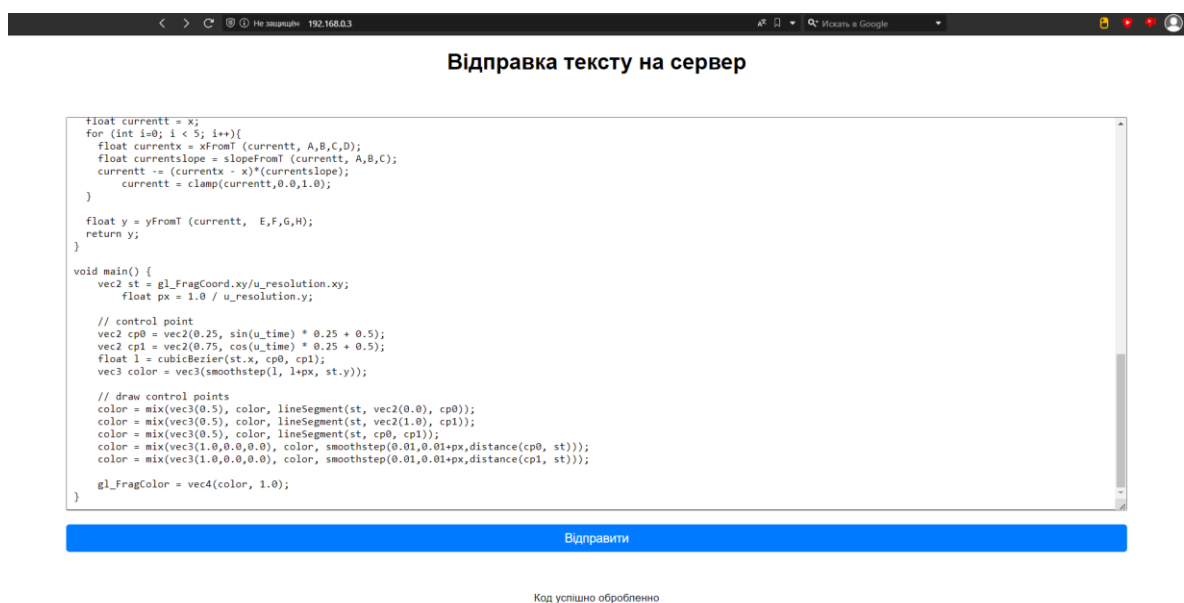 Не защищён 192.168.0.3
Искать в Google
Відправка тексту на сервер
float currentt = x;
for (int i=0; i < 5; i++){
float currentx = xFromT (currentt, A,B,C,D);
float currentslope = slopeFromT (currentt, A,B,C);
currentt -= (currentx - x)*(currentslope);
currentt = clamp(currentt,0.0,1.0);
}
float y = yFromT (currentt, E,F,G,H);
return y;
}
void main() {
vec2 st = gl_FragCoord.xy/u_resolution.xy;
float px = 1.0 / u_resolution.y;
// control point
vec2 cp0 = vec2(0.25, sin(u_time) * 0.25 + 0.5);
vec2 cp1 = vec2(0.75, cos(u_time) * 0.25 + 0.5);
float l = cubicBezier(st.x, cp0, cp1);
vec3 color = vec3(smoothstep(l, l+px, st.y));
// draw control points
color = mix(vec3(0.5), color, lineSegment(st, vec2(0.0), cp0));
color = mix(vec3(0.5), color, lineSegment(st, vec2(1.0), cp1));
color = mix(vec3(0.5), color, lineSegment(st, cp0, cp1));
color = mix(vec3(1.0,0.0,0.0), color, smoothstep(0.01,0.01+px,distance(cp0, st)));
color = mix(vec3(1.0,0.0,0.0), color, smoothstep(0.01,0.01+px,distance(cp1, st)));
gl_FragColor = vec4(color, 1.0);
}
Відправити
Код успішно обробленно